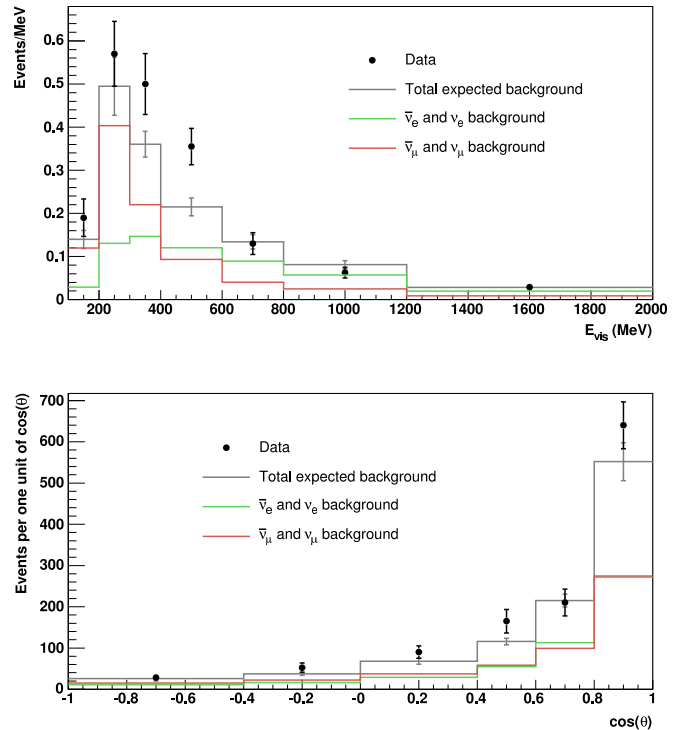 Events/MeV
0.6
0.5
0.4
0.3
0.2
0.1
0
Data
Total expected background
ν̅e and νe background
ν̅μ and νμ background
200 400 600 800 1000 1200 1400 1600 1800 2000
Evis (MeV)
Events per one unit of cos(θ)
700
600
500
400
300
200
100
0
Data
Total expected background
ν̅e and νe background
ν̅μ and νμ background
-1 -0.8 -0.6 -0.4 -0.2 -0 0.2 0.4 0.6 0.8 1
cos(θ)